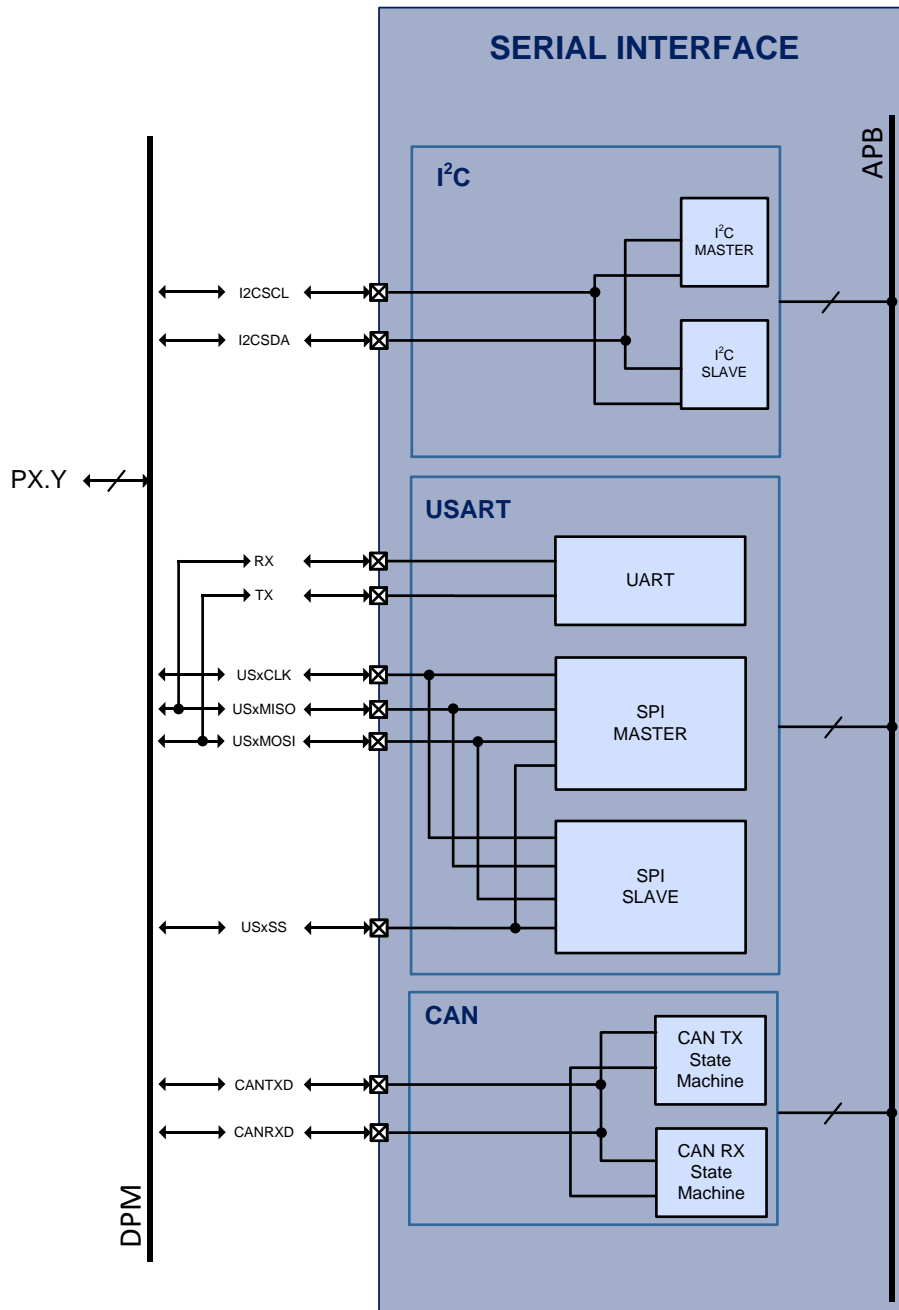 SERIAL INTERFACE
APB
I²C
I²C
MASTER
I2CSCL
I2CSDA
I²C
SLAVE
PX.Y
USART
RX
UART
TX
USxCLK
USxMISO
SPI
MASTER
USxMOSI
SPI
SLAVE
USxSS
CAN
CAN TX
State
Machine
CANTXD
CANRXD
CAN RX
State
Machine
DPM